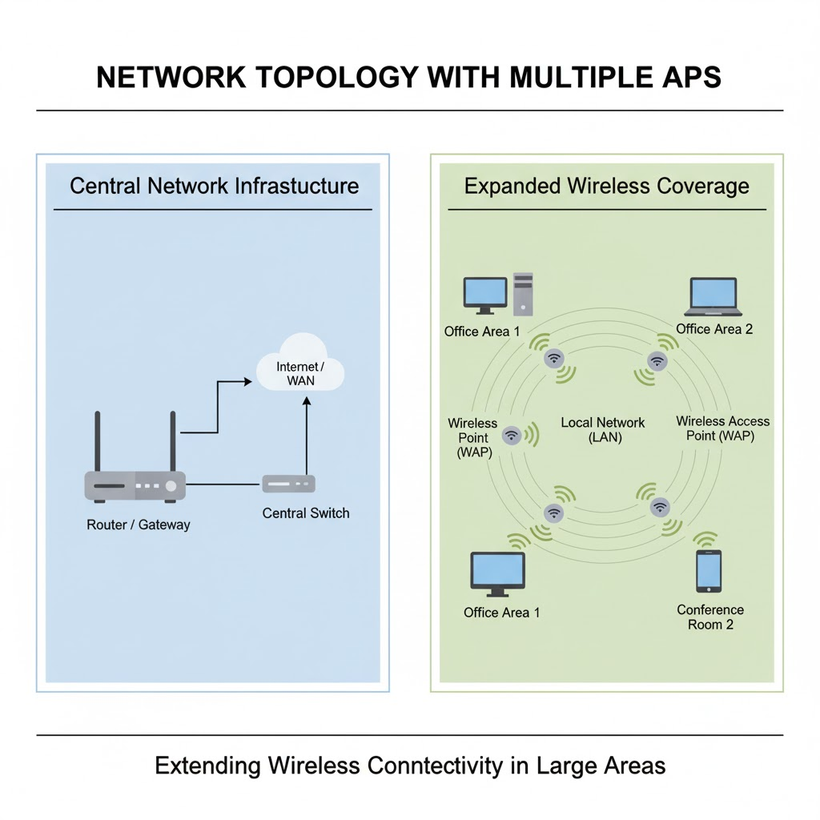 NETWORK TOPOLOGY WITH MULTIPLE APS
Central Network Infrastucture
Internet /
WAN
Router / Gateway
Central Switch
Expanded Wireless Coverage
Office Area 1
Office Area 2
Wireless
Point
(WAP)
Local Network
(LAN)
Wireless Access
Point (WAP)
Office Area 1
Conference
Room 2
Extending Wireless Conntectivity in Large Areas